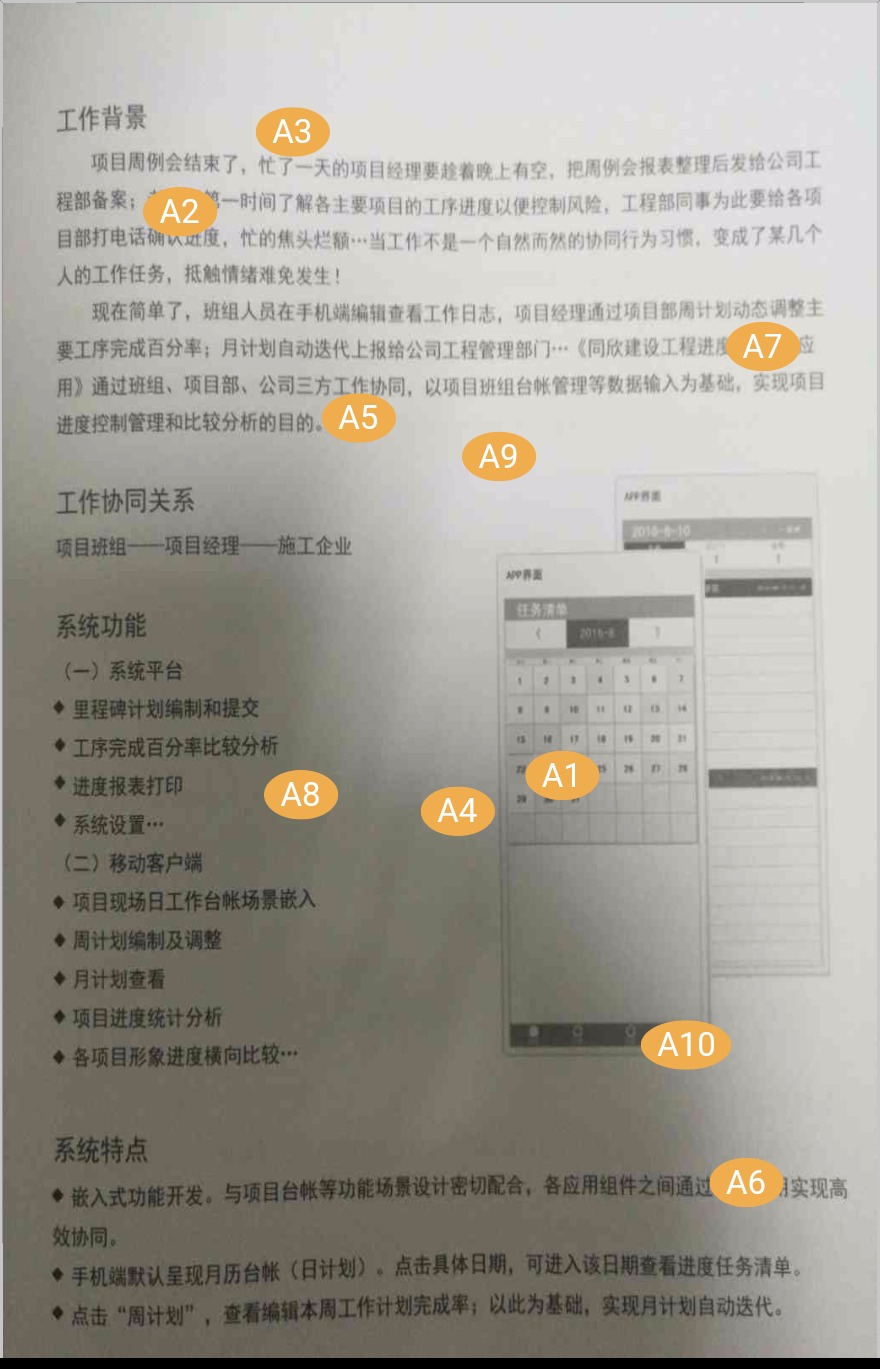 工作背景
A3
项目周例会结束了，忙了一天的项目经理要趁着晚上有空，把周例会报表整理后发给公司工
程部备案；
A2
一时间了解各主要项目的工序进度以便控制风险，工程部同事为此要给各项
目部打电话确认进度，忙的焦头烂额…当工作不是一个自然而然的协同行为习惯，变成了某几个
人的工作任务，抵触情绪难免发生！
现在简单了，班组人员在手机端编辑查看工作日志，项目经理通过项目部周计划动态调整主
要工序完成百分率；月计划自动迭代上报给公司工程管理部门…《同欣建设工程进度
A7
应
用》通过班组、项目部、公司三方工作协同，以项目班组台帐管理等数据输入为基础，实现项目
进度控制管理和比较分析的目的。
A5
A9
工作协同关系
项目班组——项目经理——施工企业
APP界面
2016-6-10
APP界面
任务清单
2016-6
1 2 3 4 5 6 7
8 9 10 11 12 13 14
15 16 17 18 19 20 21
22
A1
25 26 27 28
29 30 31
系统功能
（一）系统平台
◆ 里程碑计划编制和提交
◆ 工序完成百分率比较分析
◆ 进度报表打印
A8
A4
◆ 系统设置…
（二）移动客户端
◆ 项目现场日工作台帐场景嵌入
◆ 周计划编制及调整
◆ 月计划查看
◆ 项目进度统计分析
◆ 各项目形象进度横向比较…
A10
系统特点
◆ 嵌入式功能开发。与项目台帐等功能场景设计密切配合，各应用组件之间通过
A6
实现高
效协同。
◆ 手机端默认呈现月历台帐（日计划）。点击具体日期，可进入该日期查看进度任务清单。
◆ 点击“周计划”，查看编辑本周工作计划完成率；以此为基础，实现月计划自动迭代。